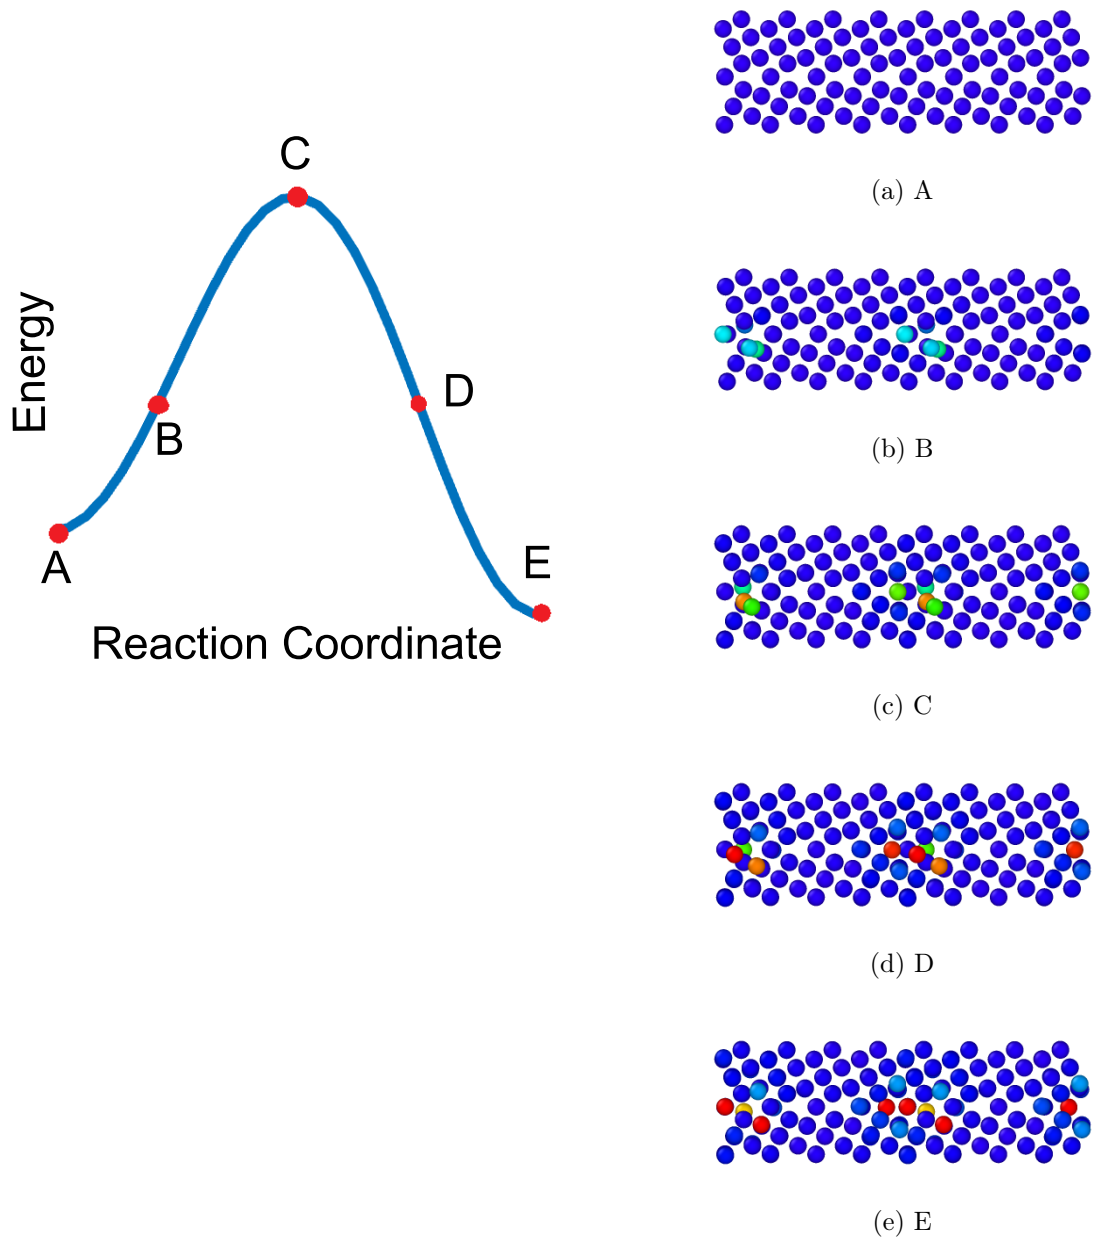 C
Energy
D
B
A
E
Reaction Coordinate
(a) A
(b) B
(c) C
(d) D
(e) E